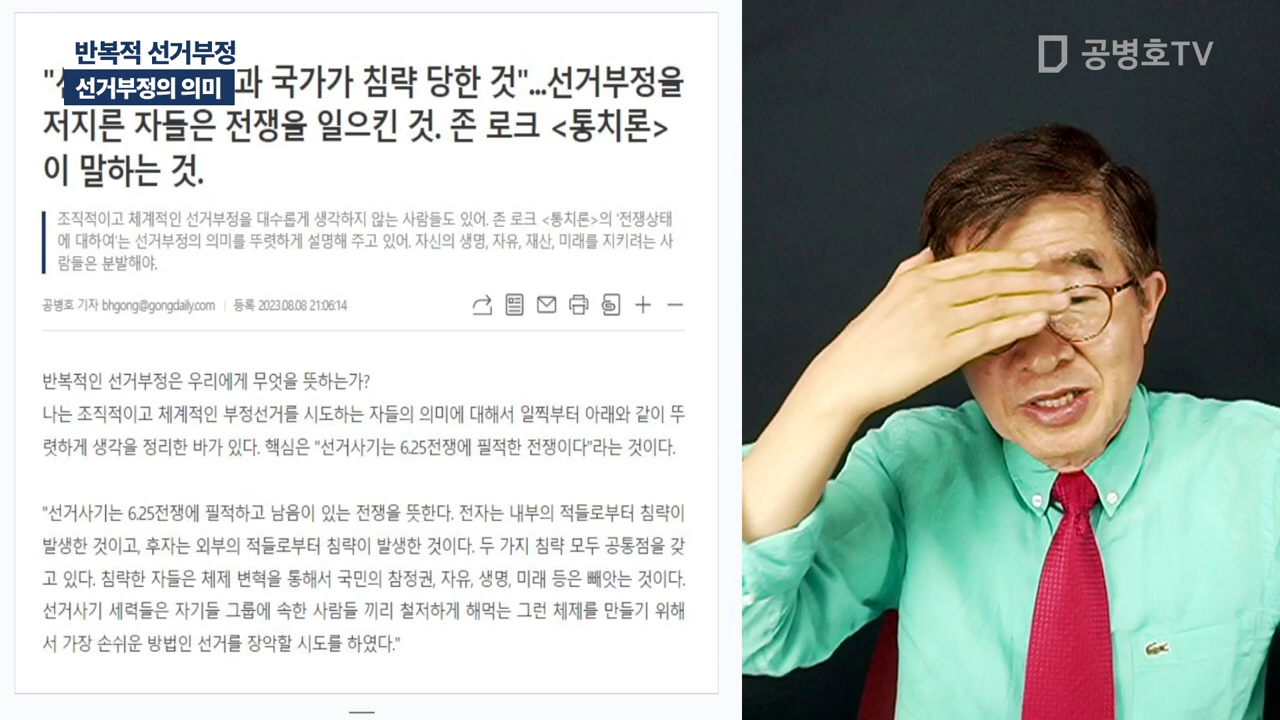 반복적 선거부정
선거부정의 의미
과 국가가 침략 당한 것"...선거부정을
저지른 자들은 전쟁을 일으킨 것. 존 로크 <통치론>
이 말하는 것.
조직적이고 체계적인 선거부정을 대수롭게 생각하지 않는 사람들도 있어. 존 로크 <통치론>의 '전쟁상태
에 대하여'는 선거부정의 의미를 뚜렷하게 설명해 주고 있어. 자신의 생명, 자유, 재산, 미래를 지키려는 사
람들은 분발해야.
공병호 기자 bhgong@gongdaily.com | 등록 2023.08.08 21:06:14
반복적인 선거부정은 우리에게 무엇을 뜻하는가?
나는 조직적이고 체계적인 부정선거를 시도하는 자들의 의미에 대해서 일찍부터 아래와 같이 뚜
렷하게 생각을 정리한 바가 있다. 핵심은 "선거사기는 6.25전쟁에 필적한 전쟁이다"라는 것이다.
"선거사기는 6.25전쟁에 필적하고 남음이 있는 전쟁을 뜻한다. 전자는 내부의 적들로부터 침략이
발생한 것이고, 후자는 외부의 적들로부터 침략이 발생한 것이다. 두 가지 침략 모두 공통점을 갖
고 있다. 침략한 자들은 체제 변혁을 통해서 국민의 참정권, 자유, 생명, 미래 등은 빼앗는 것이다.
선거사기 세력들은 자기들 그룹에 속한 사람들 끼리 철저하게 해먹는 그런 체제를 만들기 위해
서 가장 손쉬운 방법인 선거를 장악할 시도를 하였다."
공병호TV